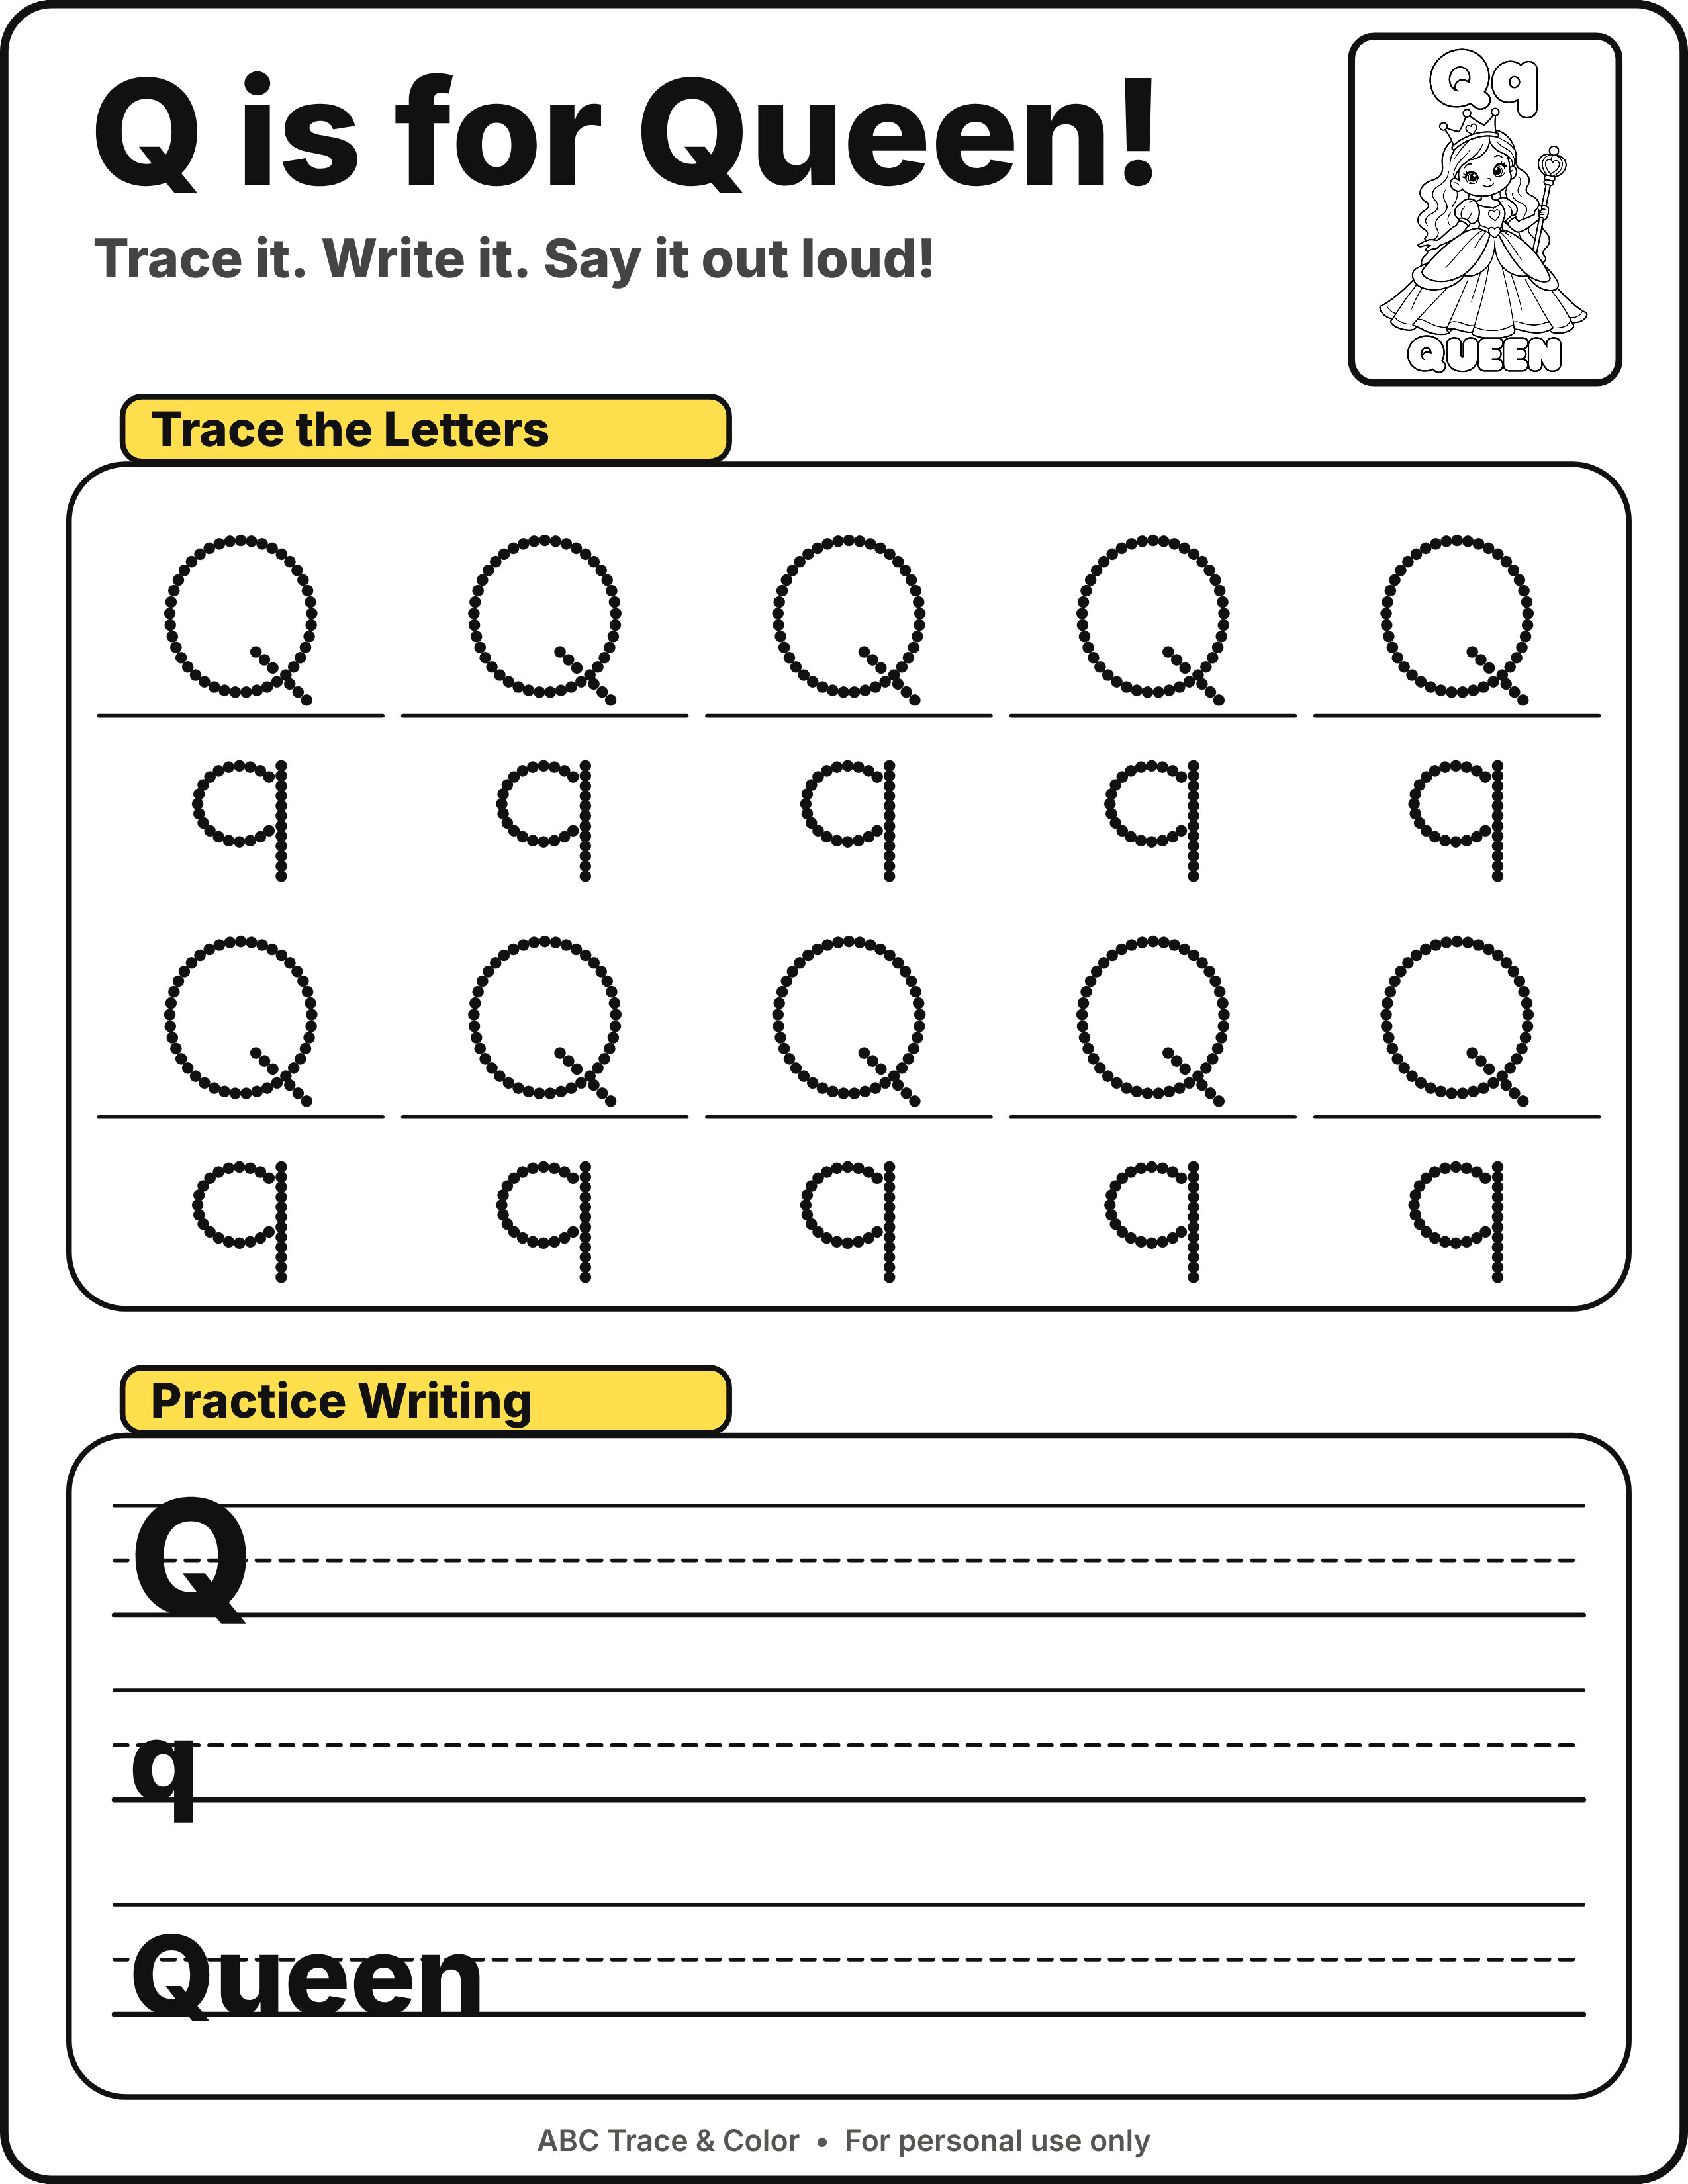 Q is for Queen!
Trace it. Write it. Say it out loud!
Qq
QUEEN
Trace the Letters
Q Q Q Q Q
q q q q q
Q Q Q Q Q
q q q q q
Practice Writing
Q
q
Queen
ABC Trace & Color • For personal use only